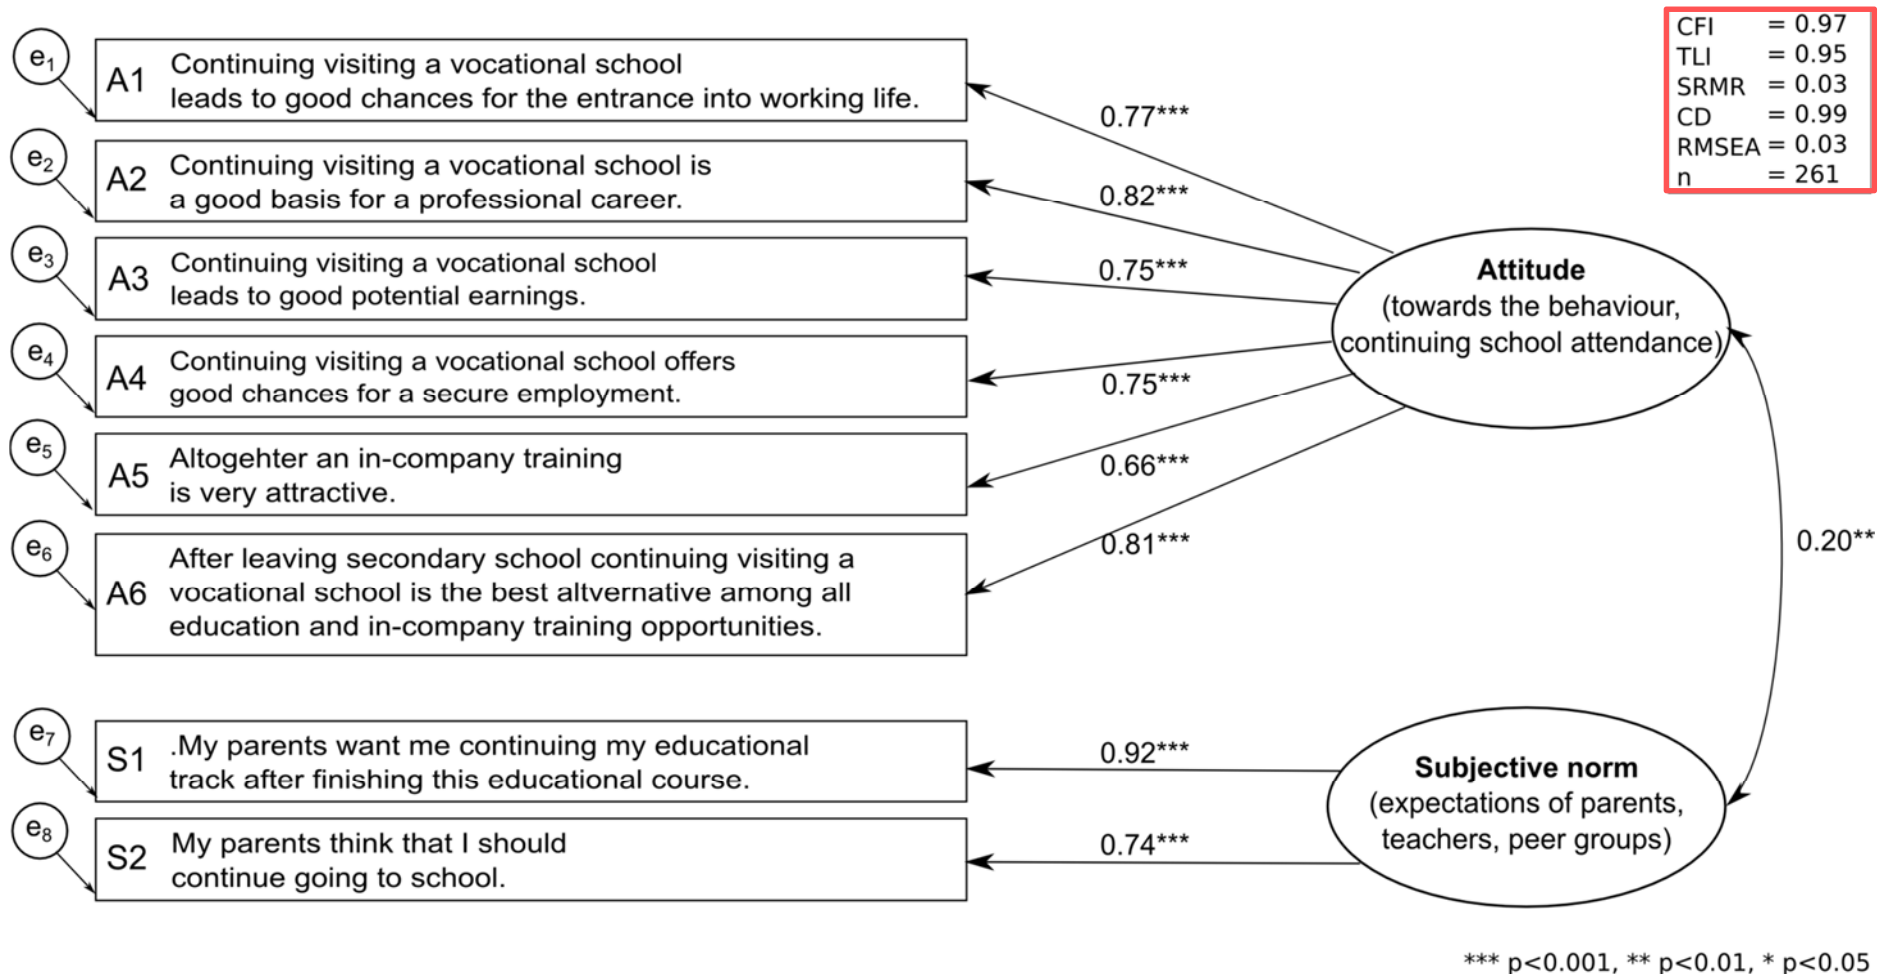 CFI = 0.97
TLI = 0.95
SRMR = 0.03
CD = 0.99
RMSEA = 0.03
n = 261
e1
A1 Continuing visiting a vocational school
leads to good chances for the entrance into working life.
0.77***
e2
A2 Continuing visiting a vocational school is
a good basis for a professional career.
0.82***
e3
A3 Continuing visiting a vocational school
leads to good potential earnings.
0.75***
e4
A4 Continuing visiting a vocational school offers
good chances for a secure employment.
0.75***
e5
A5 Altogehter an in-company training
is very attractive.
0.66***
e6
A6 After leaving secondary school continuing visiting a
vocational school is the best altvernative among all
education and in-company training opportunities.
0.81***
Attitude
(towards the behaviour,
continuing school attendance)
0.20**
e7
S1 .My parents want me continuing my educational
track after finishing this educational course.
0.92***
e8
S2 My parents think that I should
continue going to school.
0.74***
Subjective norm
(expectations of parents,
teachers, peer groups)
*** p<0.001, ** p<0.01, * p<0.05